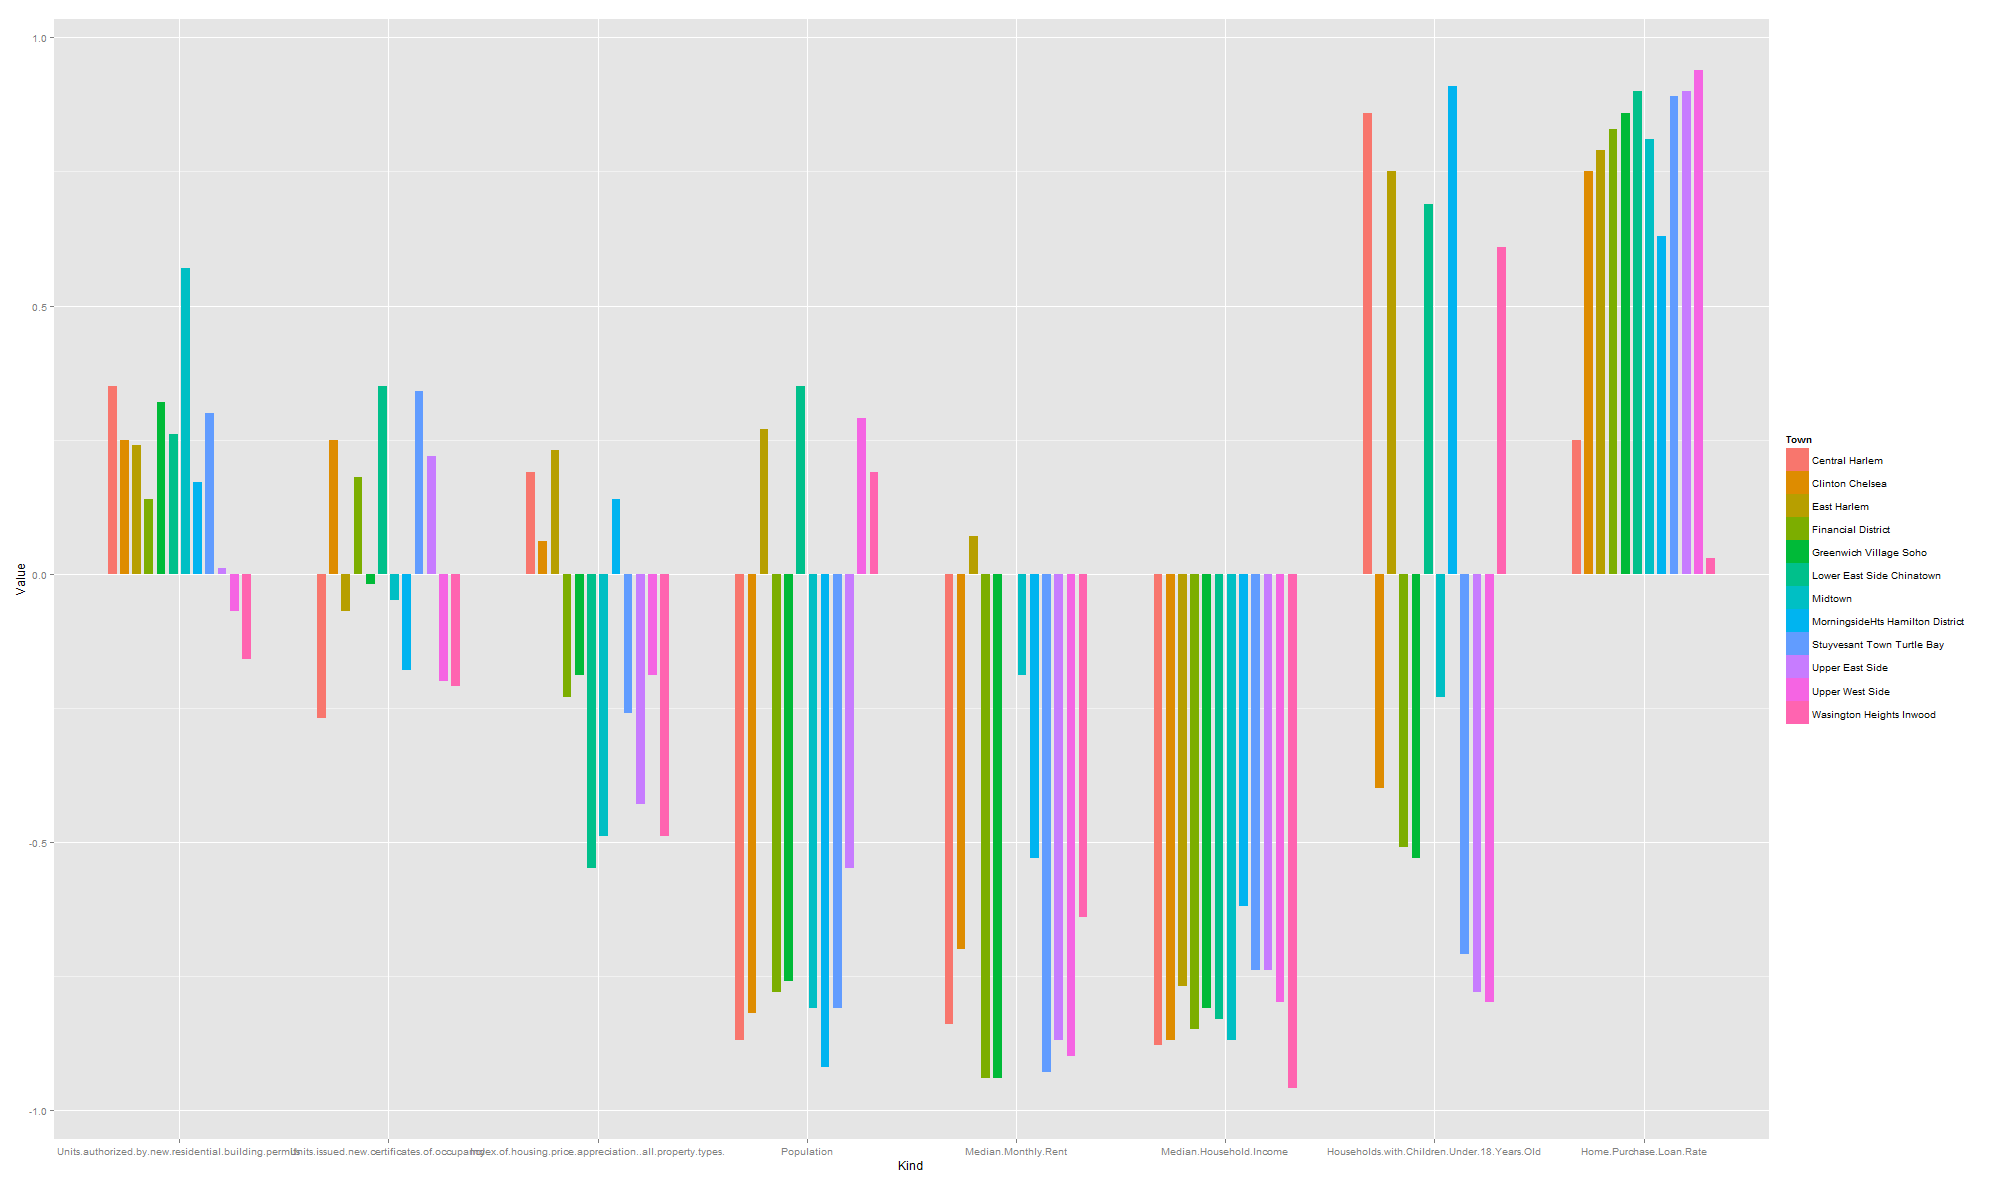 1.0
0.5
0.0
-0.5
-1.0
Value
Units.authorized.by.new.residential.building.permits
Units.issued.new.certificates.of.occupancy
Index.of.housing.price.appreciation..all.property.types.
Population
Median.Monthly.Rent
Median.Household.Income
Households.with.Children.Under.18.Years.Old
Home.Purchase.Loan.Rate
Kind
Town
Central Harlem
Clinton Chelsea
East Harlem
Financial District
Greenwich Village Soho
Lower East Side Chinatown
Midtown
MorningsideHts Hamilton District
Stuyvesant Town Turtle Bay
Upper East Side
Upper West Side
Wasington Heights Inwood